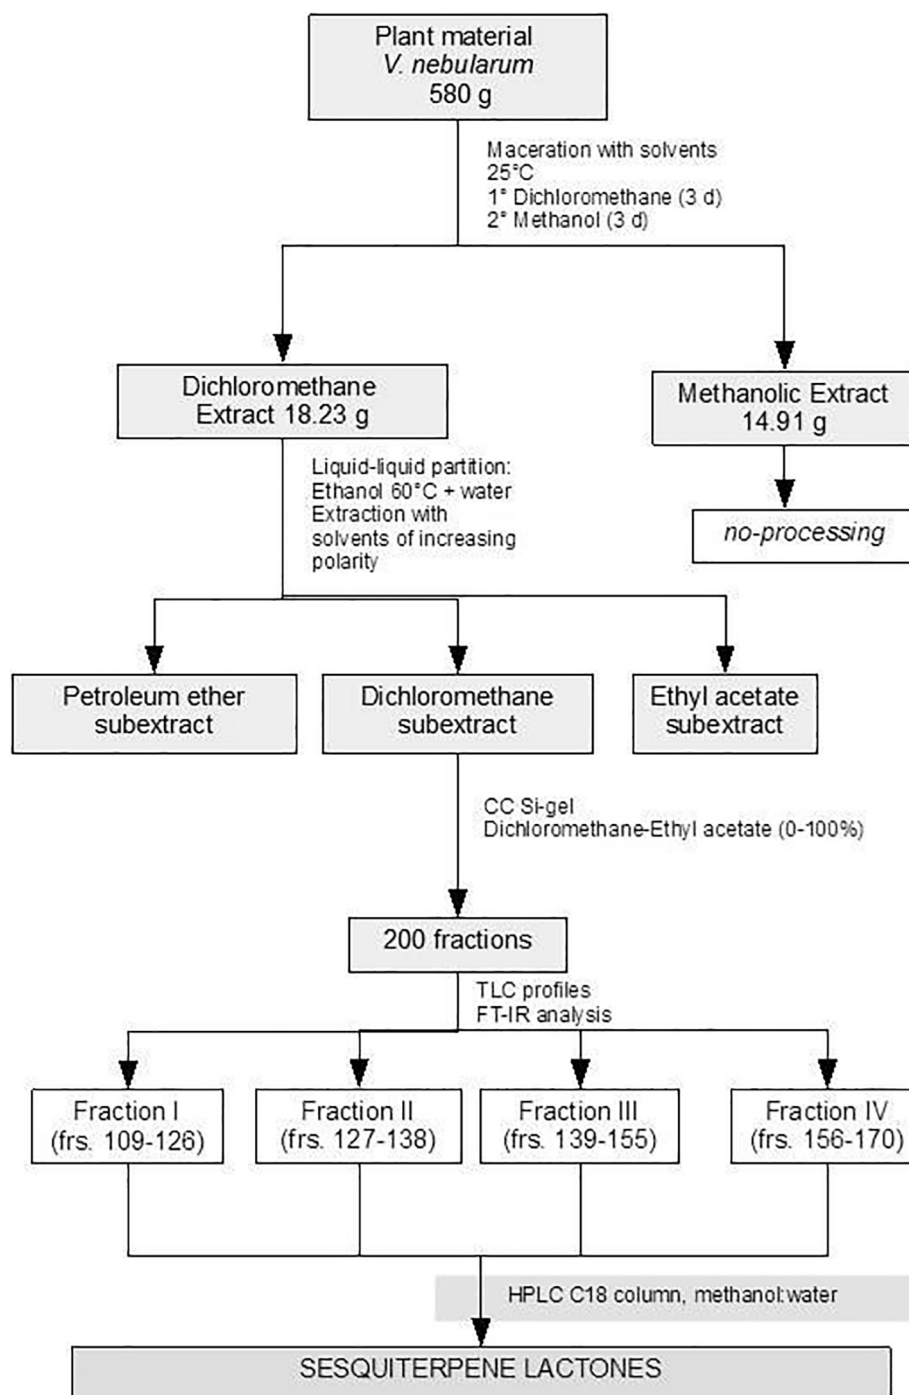 Plant material
V. nebularum
580 g
Maceration with solvents
25°C
1° Dichloromethane (3 d)
2° Methanol (3 d)
Dichloromethane
Extract 18.23 g
Methanolic Extract
14.91 g
Liquid-liquid partition:
Ethanol 60°C + water
Extraction with
solvents of increasing
polarity
no-processing
Petroleum ether
subextract
Dichloromethane
subextract
Ethyl acetate
subextract
CC Si-gel
Dichloromethane-Ethyl acetate (0-100%)
200 fractions
TLC profiles
FT-IR analysis
Fraction I
(frs. 109-126)
Fraction II
(frs. 127-138)
Fraction III
(frs. 139-155)
Fraction IV
(frs. 156-170)
HPLC C18 column, methanol:water
SESQUITERPENE LACTONES